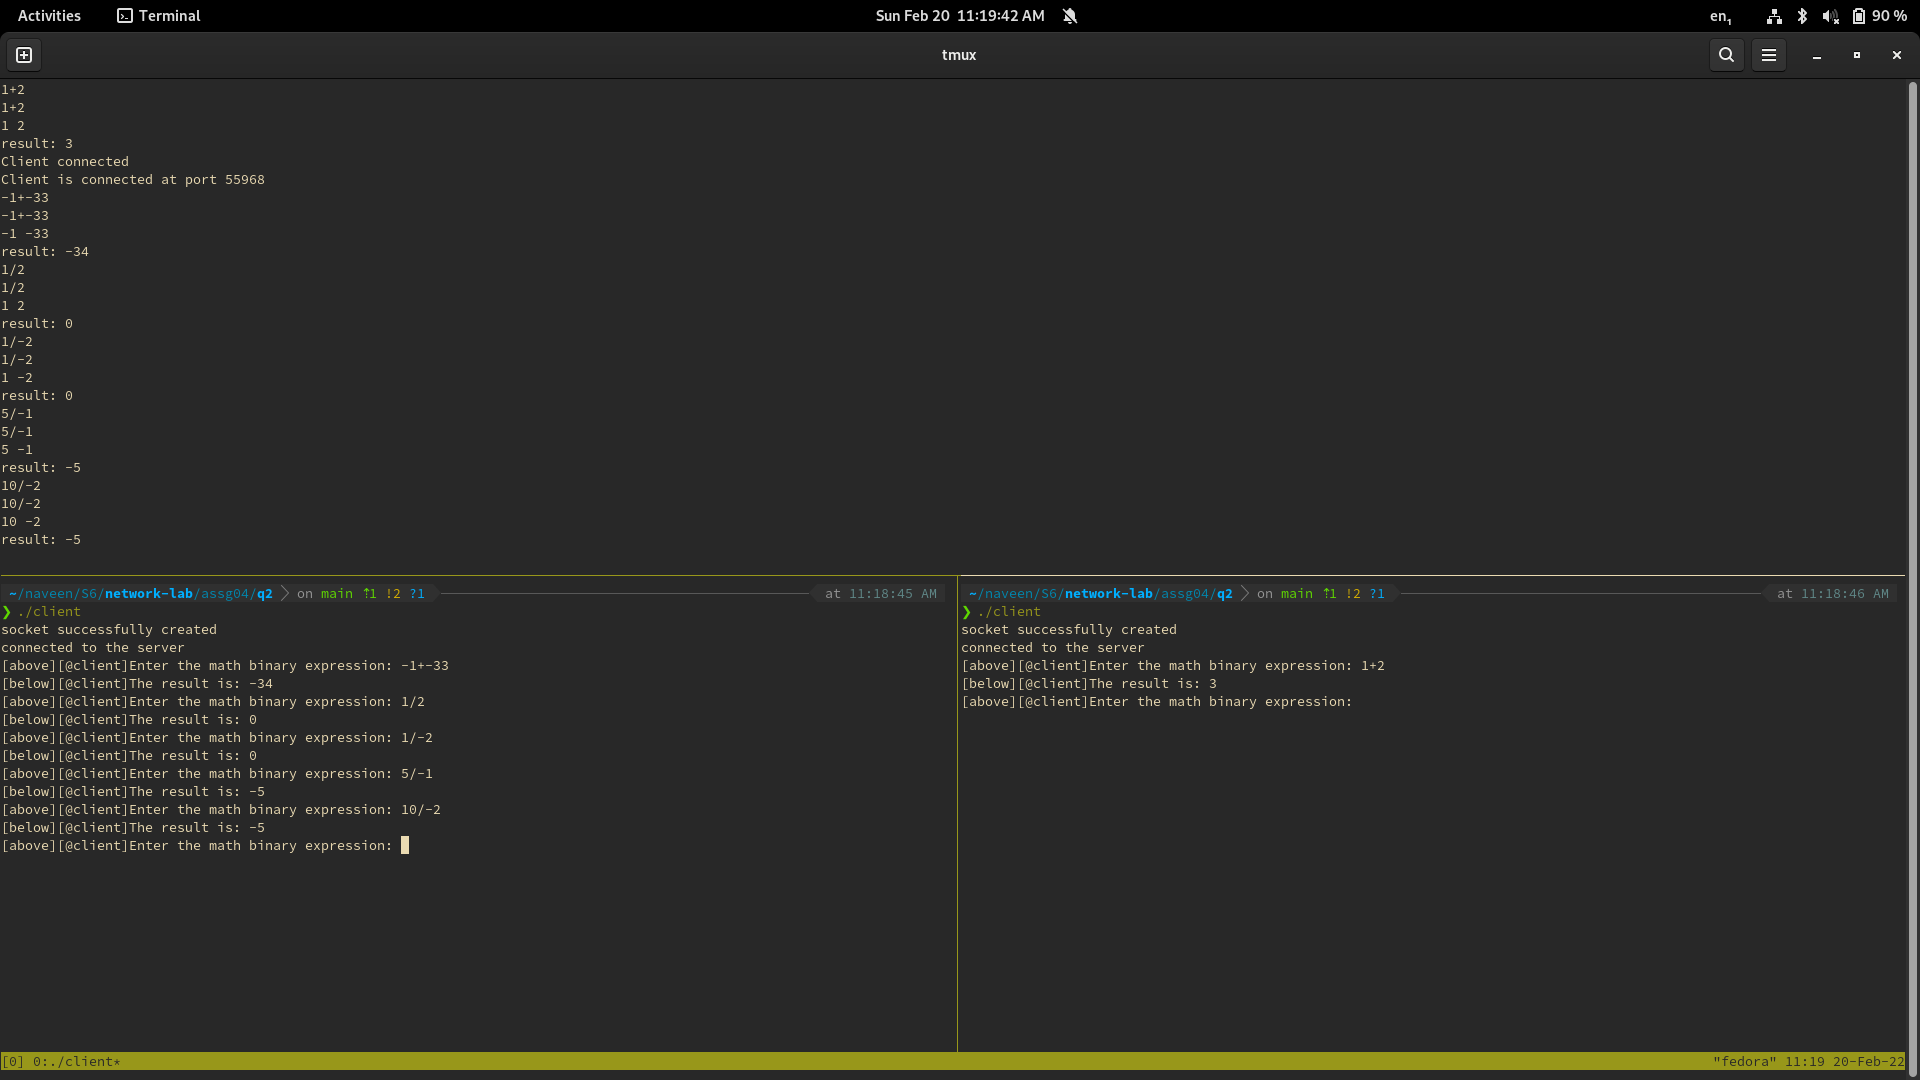 Activities Terminal Sun Feb 20 11:19:42 AM en1 90 %
tmux
1+2
1+2
1 2
result: 3
Client connected
Client is connected at port 55968
-1+-33
-1+-33
-1 -33
result: -34
1/2
1/2
1 2
result: 0
1/-2
1/-2
1 -2
result: 0
5/-1
5/-1
5 -1
result: -5
10/-2
10/-2
10 -2
result: -5
~/naveen/S6/network-lab/assg04/q2 on main ⇡1 !2 ?1 at 11:18:45 AM
❯ ./client
socket successfully created
connected to the server
[above][@client]Enter the math binary expression: -1+-33
[below][@client]The result is: -34
[above][@client]Enter the math binary expression: 1/2
[below][@client]The result is: 0
[above][@client]Enter the math binary expression: 1/-2
[below][@client]The result is: 0
[above][@client]Enter the math binary expression: 5/-1
[below][@client]The result is: -5
[above][@client]Enter the math binary expression: 10/-2
[below][@client]The result is: -5
[above][@client]Enter the math binary expression:
~/naveen/S6/network-lab/assg04/q2 on main ⇡1 !2 ?1 at 11:18:46 AM
❯ ./client
socket successfully created
connected to the server
[above][@client]Enter the math binary expression: 1+2
[below][@client]The result is: 3
[above][@client]Enter the math binary expression:
[0] 0:./client* "fedora" 11:19 20-Feb-22